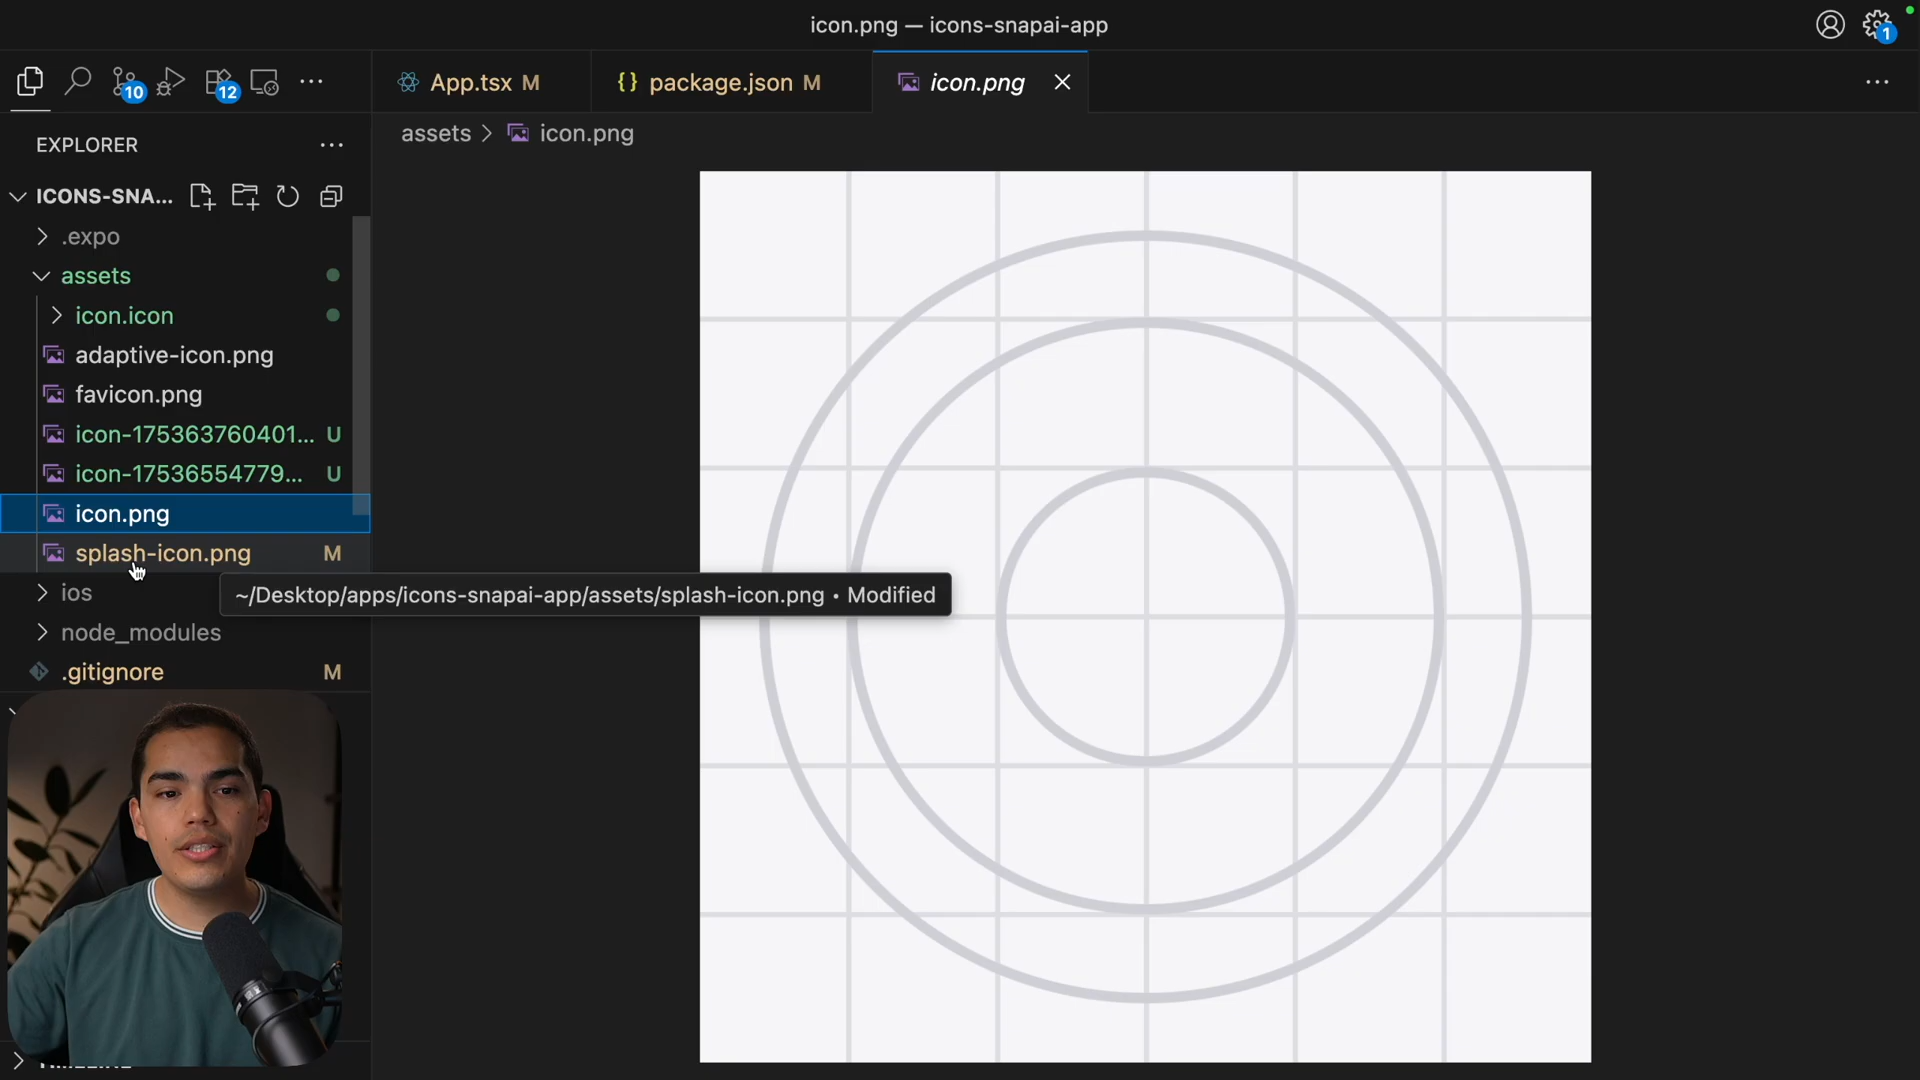 icon.png — icons-snapai-app
1
10
12
App.tsx M
{} package.json M
icon.png
EXPLORER
assets > icon.png
ICONS-SNA...
.expo
assets
icon.icon
adaptive-icon.png
favicon.png
icon-175363760401... U
icon-17536554779... U
icon.png
splash-icon.png M
~/Desktop/apps/icons-snapai-app/assets/splash-icon.png • Modified
ios
node_modules
.gitignore M